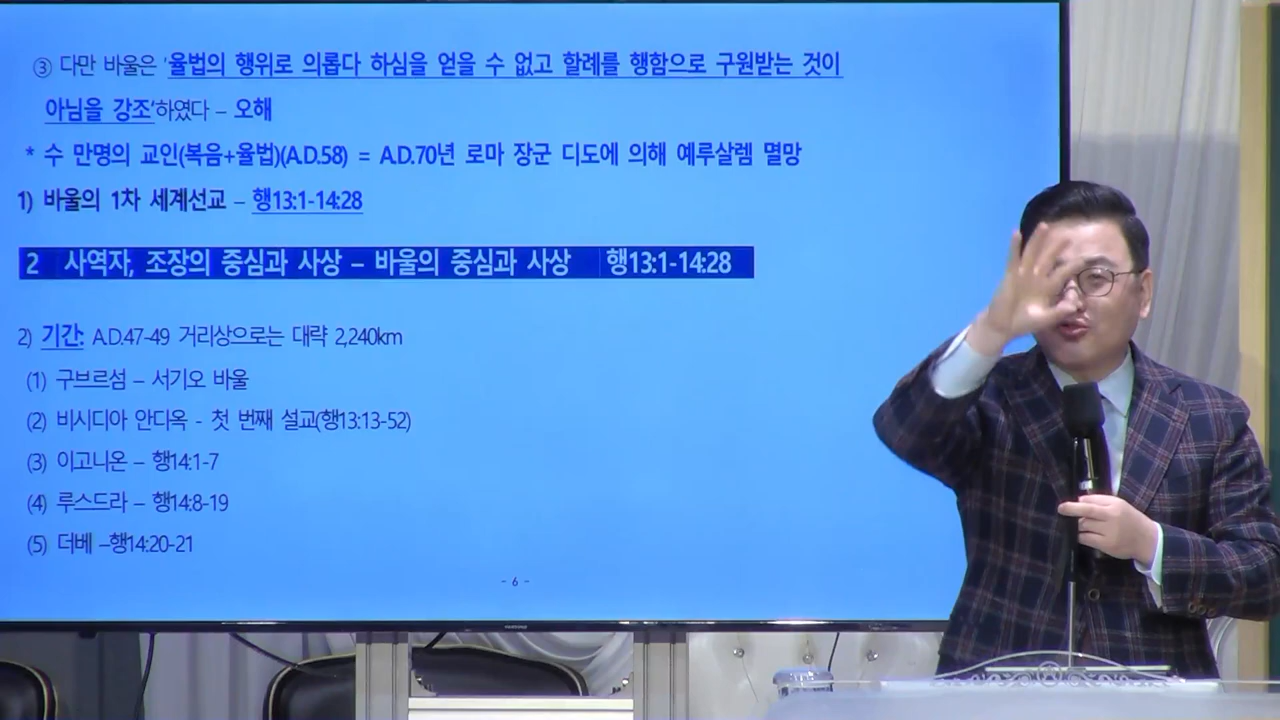 ③ 다만 바울은 '율법의 행위로 의롭다 하심을 얻을 수 없고 할례를 행함으로 구원받는 것이
아님을 강조'하였다 – 오해
* 수 만명의 교인(복음+율법)(A.D.58) = A.D.70년 로마 장군 디도에 의해 예루살렘 멸망
1) 바울의 1차 세계선교 – 행13:1-14:28
2 사역자, 조장의 중심과 사상 – 바울의 중심과 사상 행13:1-14:28
2) 기간: A.D.47-49 거리상으로는 대략 2,240km
(1) 구브르섬 – 서기오 바울
(2) 비시디아 안디옥 - 첫 번째 설교(행13:13-52)
(3) 이고니온 – 행14:1-7
(4) 루스드라 – 행14:8-19
(5) 더베 –행14:20-21
- 6 -
SAMSUNG